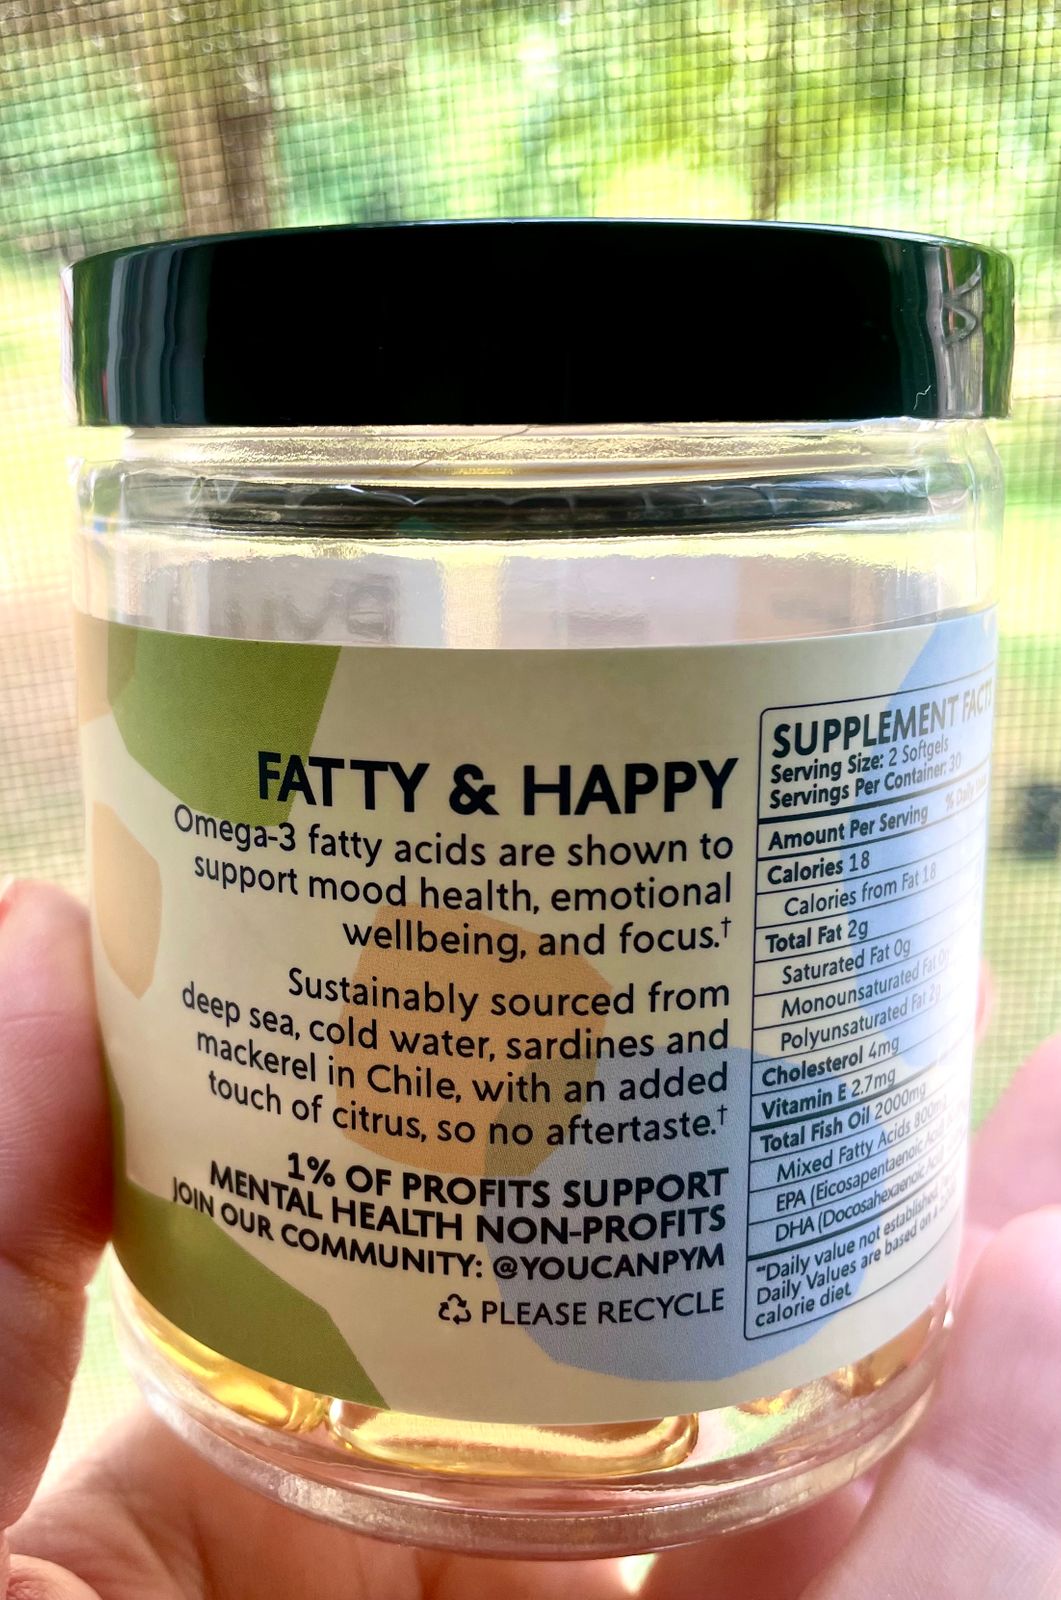 FATTY & HAPPY
Omega-3 fatty acids are shown to
support mood health, emotional
wellbeing, and focus.†
Sustainably sourced from
deep sea, cold water, sardines and
mackerel in Chile, with an added
touch of citrus, so no aftertaste.†
1% OF PROFITS SUPPORT
MENTAL HEALTH NON-PROFITS
JOIN OUR COMMUNITY: @YOUCANPYM
PLEASE RECYCLE
SUPPLEMENT FACTS
Serving Size: 2 Softgels
Servings Per Container: 30
Amount Per Serving % Daily
Calories 18
Calories from Fat 18
Total Fat 2g
Saturated Fat 0g
Monounsaturated Fat 0g
Polyunsaturated Fat 2g
Cholesterol 4mg
Vitamin E 2.7mg
Total Fish Oil 2000mg
Mixed Fatty Acids 800mg
EPA (Eicosapentaenoic Acid)
DHA (Docosahexaenoic Acid)
**Daily value not established.
Daily Values are based on a
calorie diet